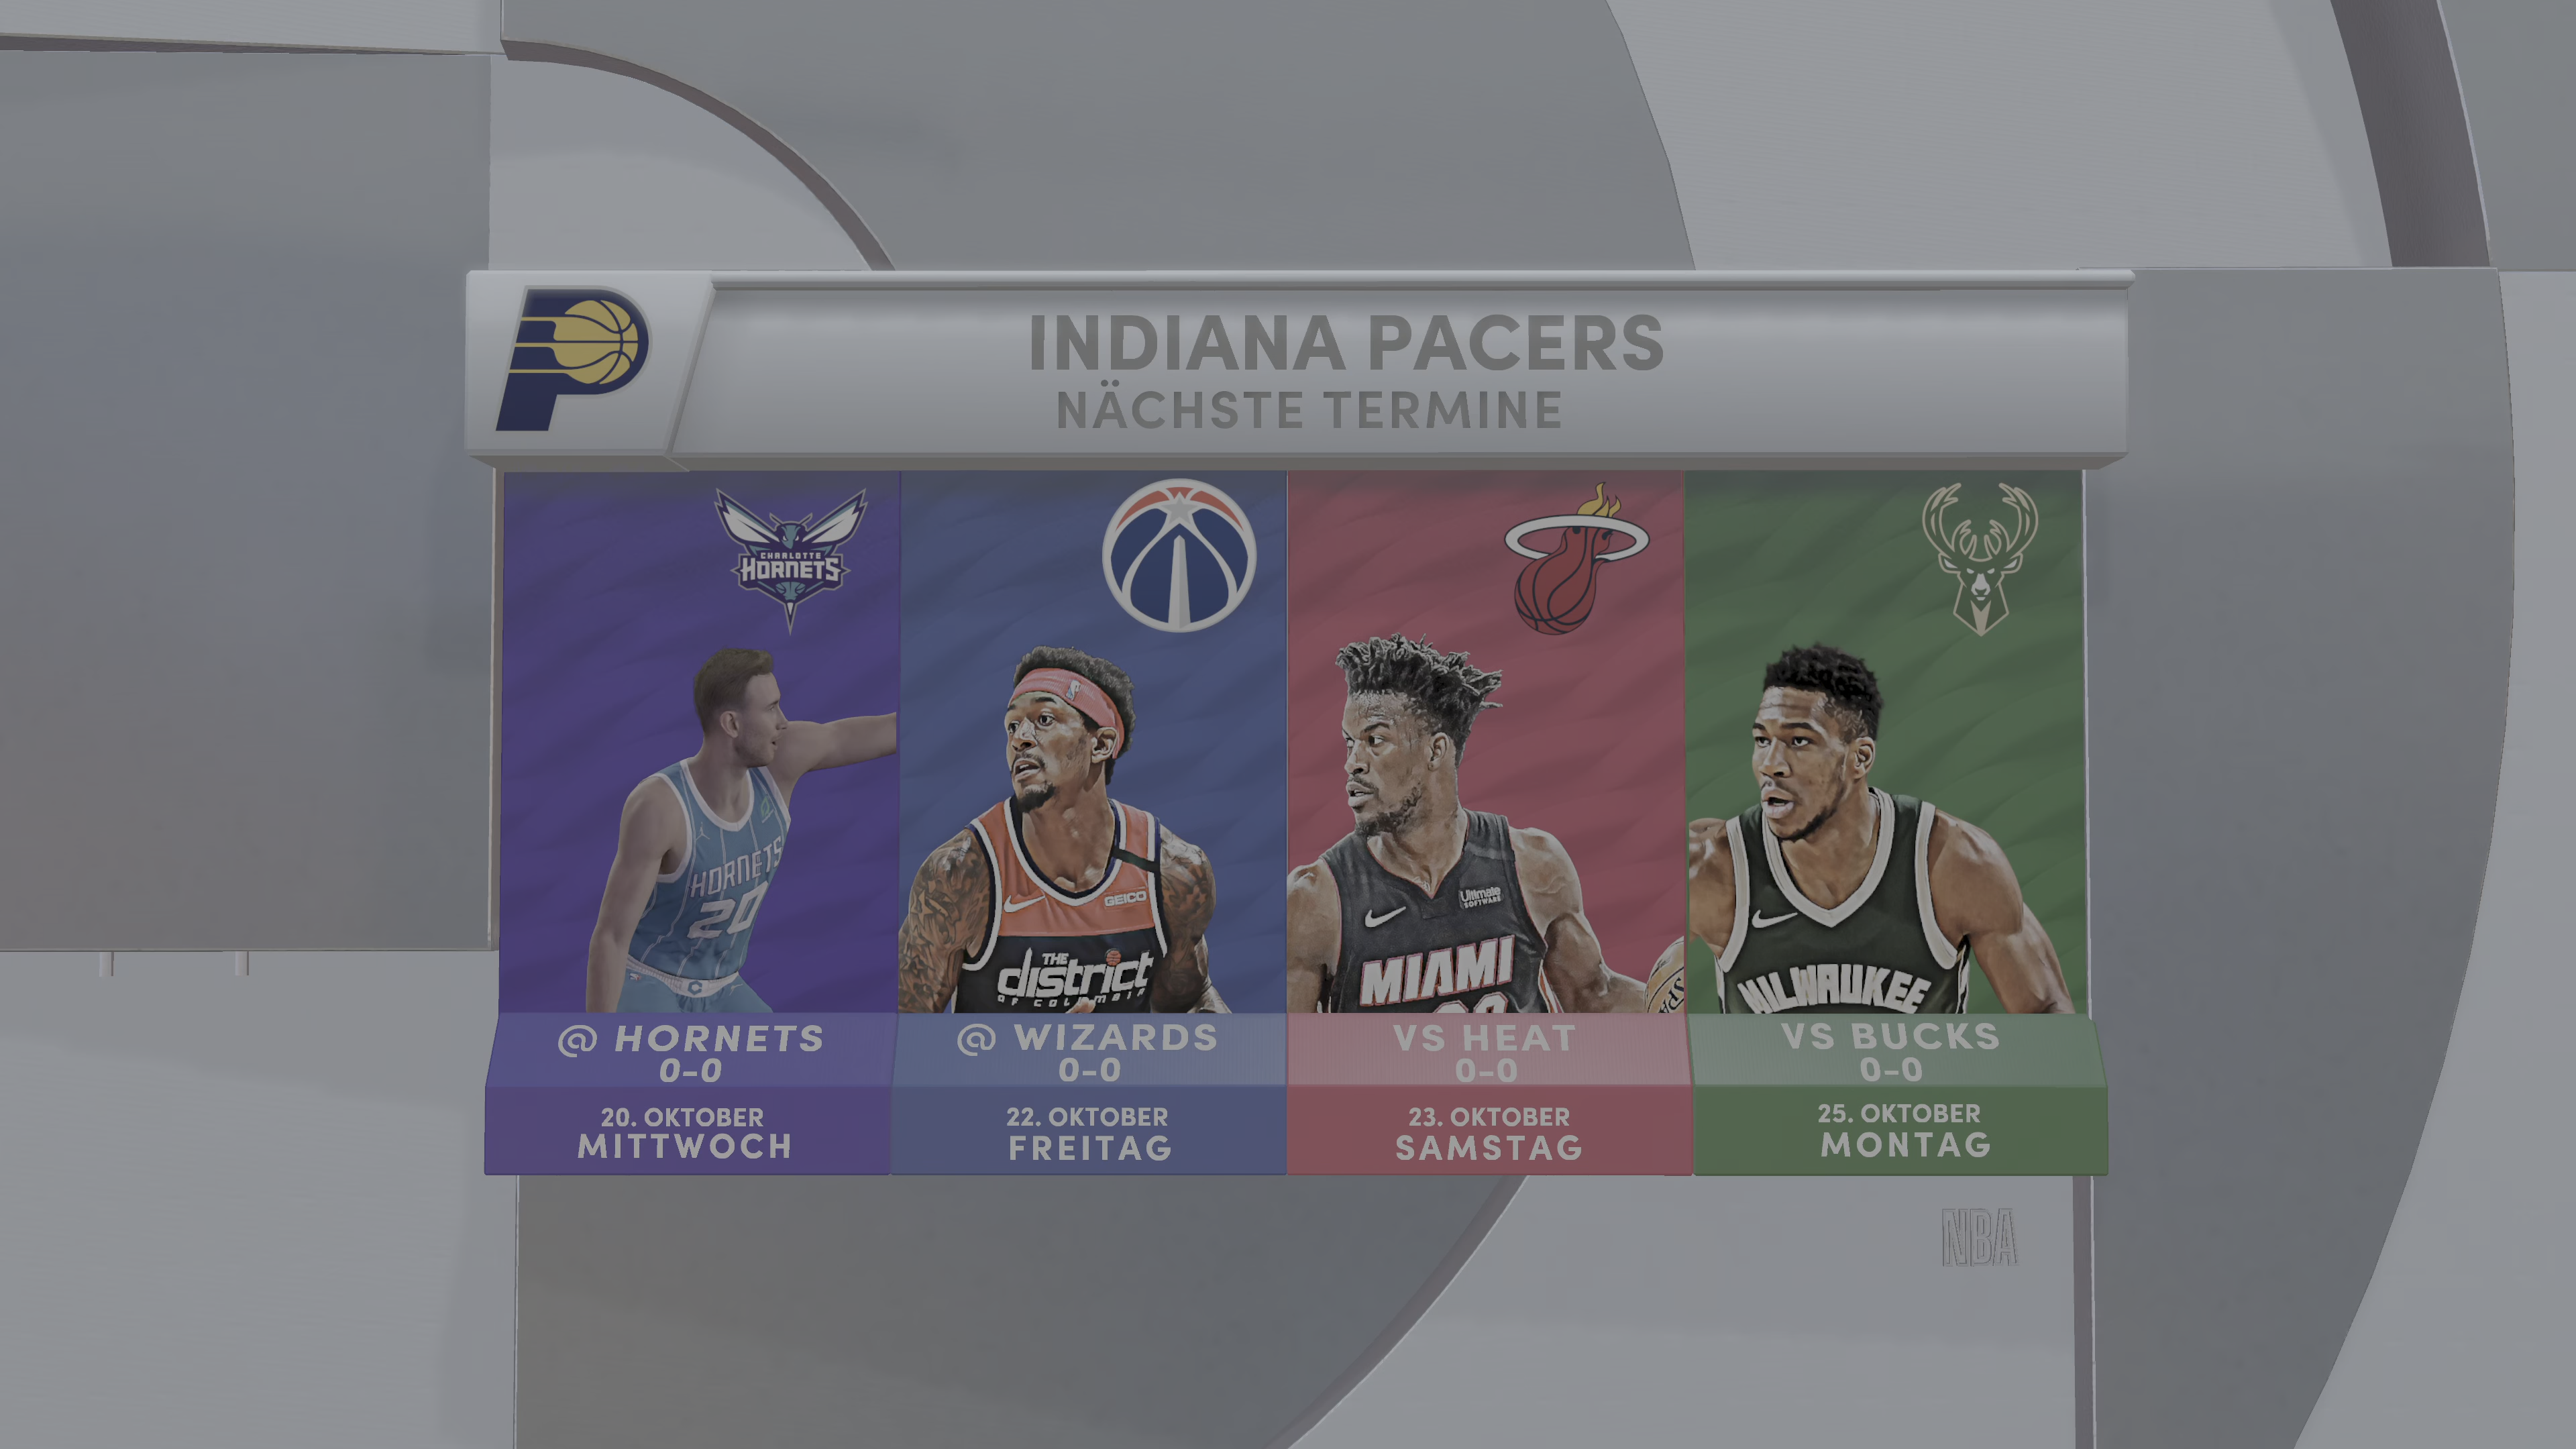 INDIANA PACERS
NÄCHSTE TERMINE
CHARLOTTE
HORNETS
HORNETS
20
GEICO
THE
district
OF COLUMBIA
Ultimate
SOFTWARE
MIAMI
MILWAUKEE
@ HORNETS
0-0
20. OKTOBER
MITTWOCH
@ WIZARDS
0-0
22. OKTOBER
FREITAG
VS HEAT
0-0
23. OKTOBER
SAMSTAG
VS BUCKS
0-0
25. OKTOBER
MONTAG
NBA